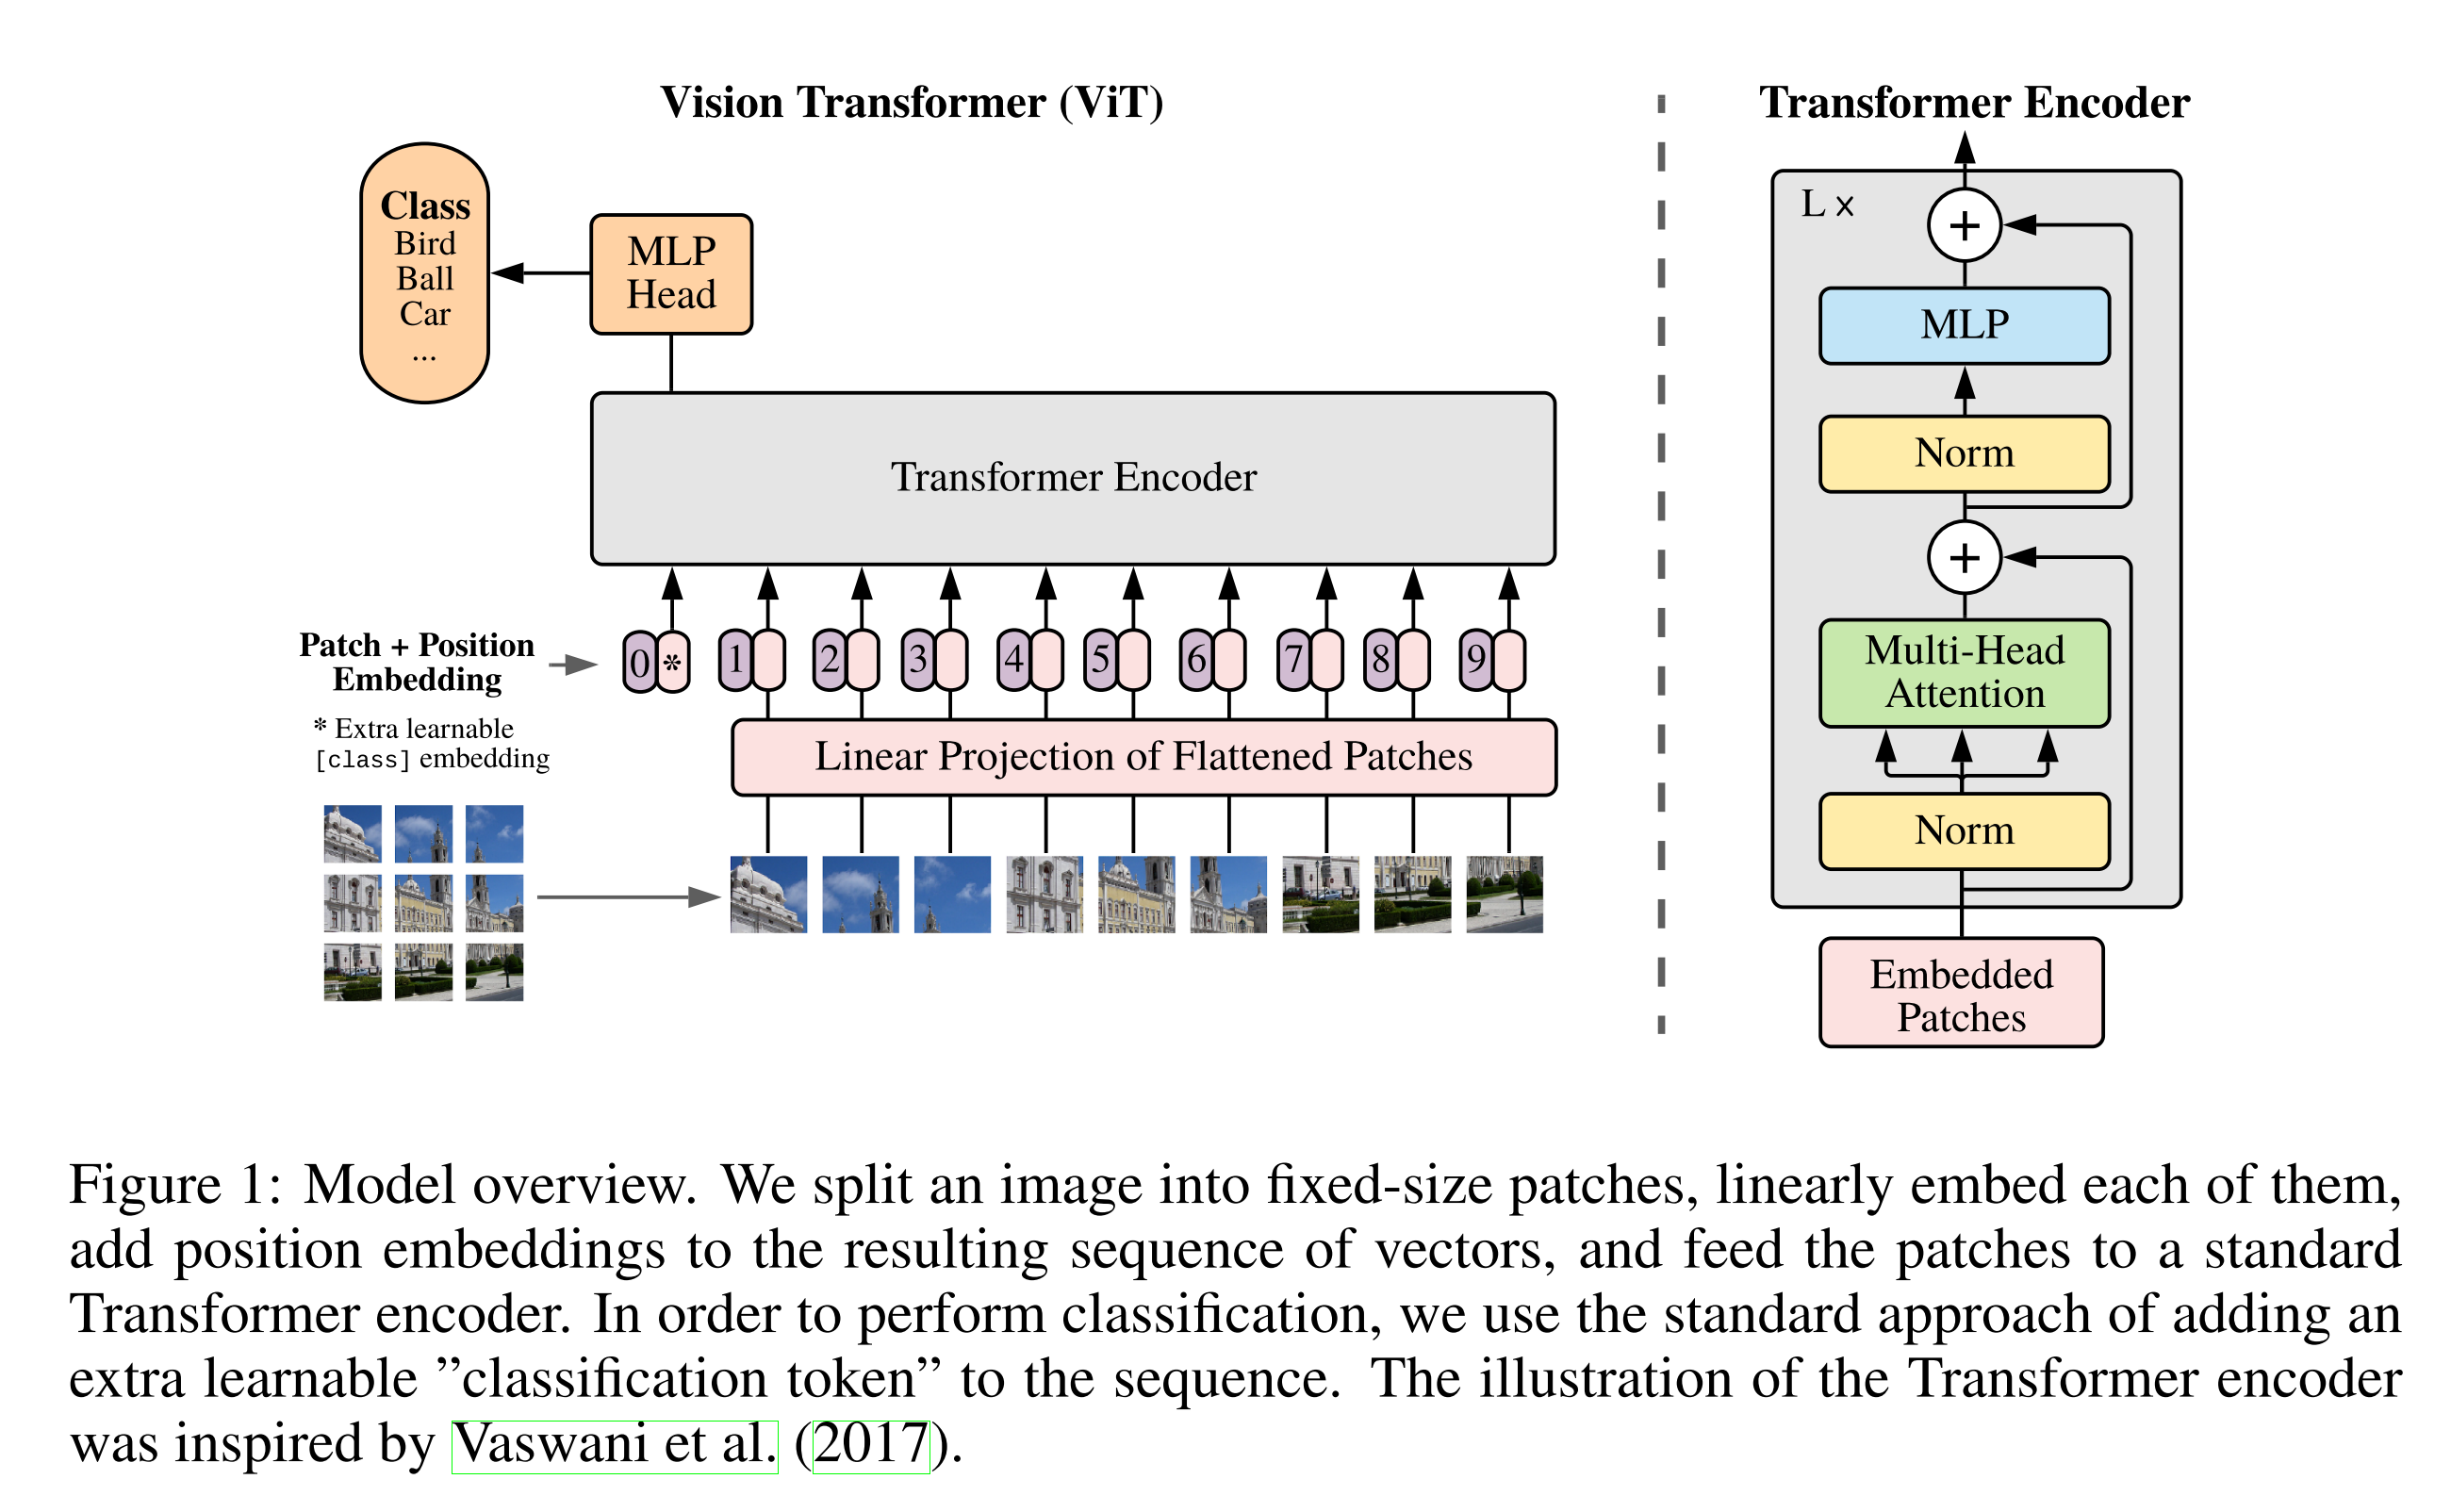 Vision Transformer (ViT)
Class
Bird
Ball
Car
...
MLP
Head
Transformer Encoder
Patch + Position
Embedding
0 * 1 2 3 4 5 6 7 8 9
* Extra learnable
[class] embedding
Linear Projection of Flattened Patches
Transformer Encoder
L x
+
MLP
Norm
+
Multi-Head
Attention
Norm
Embedded
Patches
Figure 1: Model overview. We split an image into fixed-size patches, linearly embed each of them,
add position embeddings to the resulting sequence of vectors, and feed the patches to a standard
Transformer encoder. In order to perform classification, we use the standard approach of adding an
extra learnable ”classification token” to the sequence. The illustration of the Transformer encoder
was inspired by Vaswani et al. (2017).